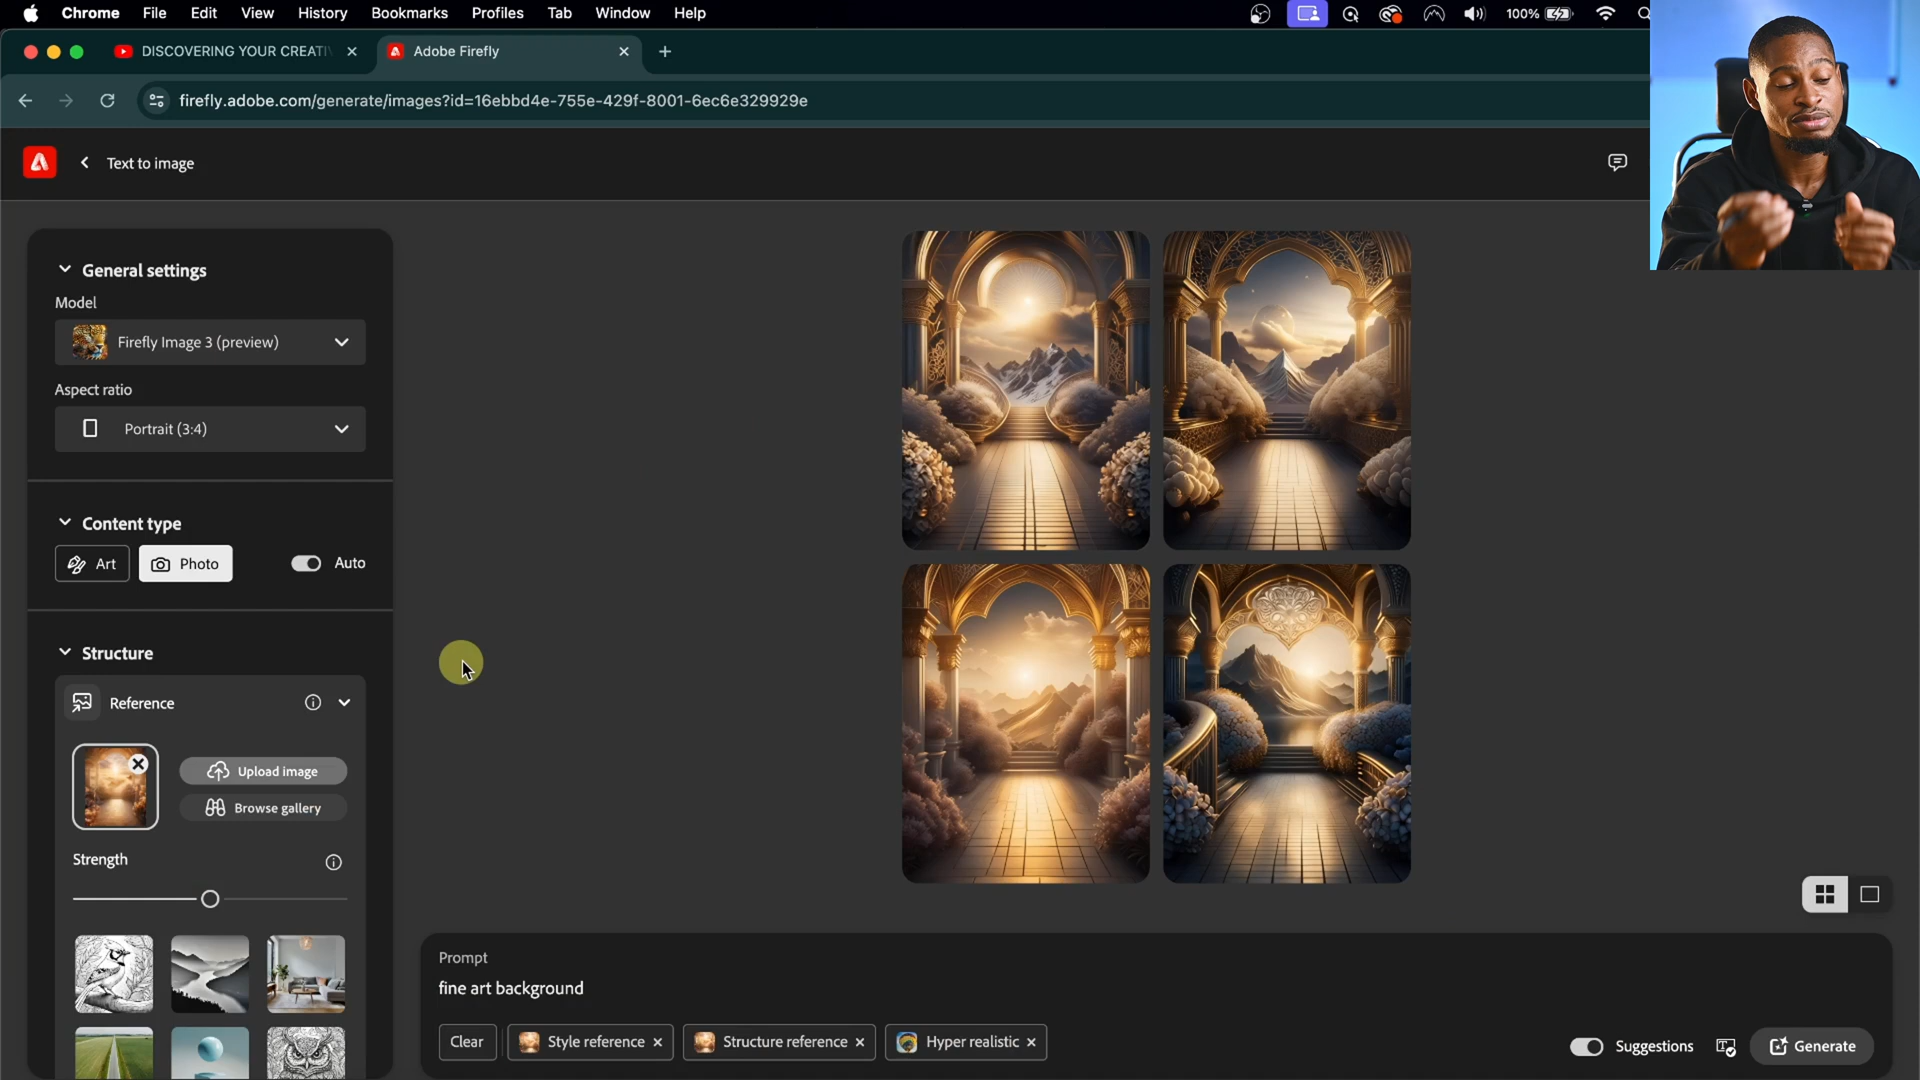 Chrome File Edit View History Bookmarks Profiles Tab Window Help 100%
DISCOVERING YOUR CREATI Adobe Firefly
firefly.adobe.com/generate/images?id=16ebbd4e-755e-429f-8001-6ec6e329929e
Text to image
General settings
Model
Firefly Image 3 (preview)
Aspect ratio
Portrait (3:4)
Content type
Art Photo Auto
Structure
Reference
Upload image
Browse gallery
Strength
Prompt
fine art background
Clear Style reference Structure reference Hyper realistic
Suggestions Generate